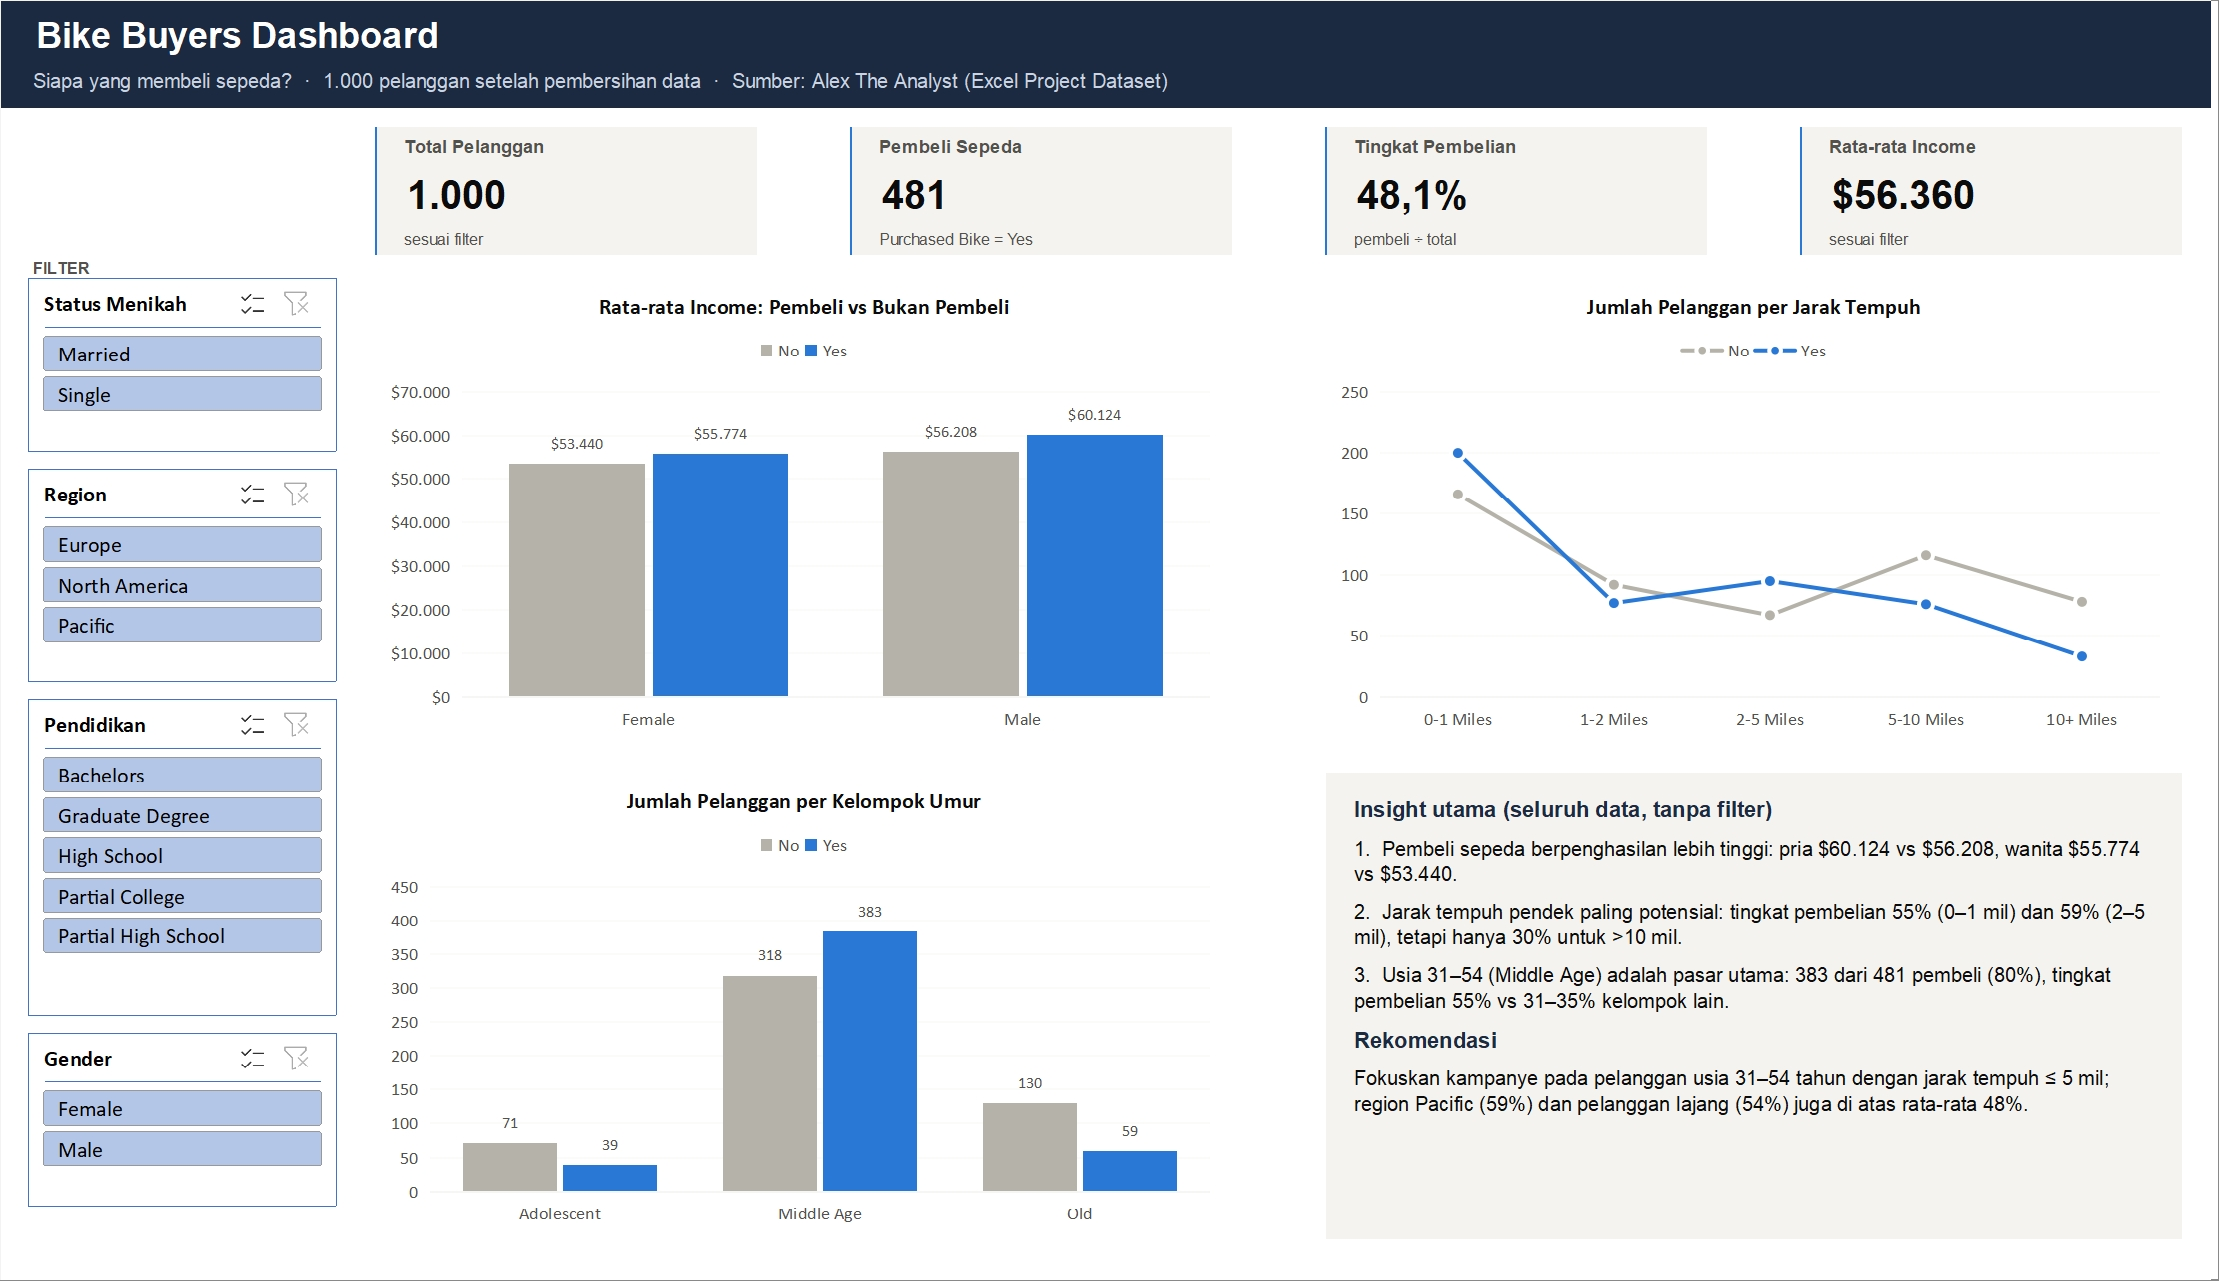 Bike Buyers Dashboard
Siapa yang membeli sepeda? · 1.000 pelanggan setelah pembersihan data · Sumber: Alex The Analyst (Excel Project Dataset)
Total Pelanggan
1.000
sesuai filter
Pembeli Sepeda
481
Purchased Bike = Yes
Tingkat Pembelian
48,1%
pembeli ÷ total
Rata-rata Income
$56.360
sesuai filter
FILTER
Status Menikah
Married
Single
Region
Europe
North America
Pacific
Pendidikan
Bachelors
Graduate Degree
High School
Partial College
Partial High School
Gender
Female
Male
Rata-rata Income: Pembeli vs Bukan Pembeli
No Yes
$70.000
$60.000
$50.000
$40.000
$30.000
$20.000
$10.000
$0
$53.440
$55.774
$56.208
$60.124
Female
Male
Jumlah Pelanggan per Jarak Tempuh
No Yes
250
200
150
100
50
0
0-1 Miles
1-2 Miles
2-5 Miles
5-10 Miles
10+ Miles
Jumlah Pelanggan per Kelompok Umur
No Yes
450
400
350
300
250
200
150
100
50
0
71
39
318
383
130
59
Adolescent
Middle Age
Old
Insight utama (seluruh data, tanpa filter)
1. Pembeli sepeda berpenghasilan lebih tinggi: pria $60.124 vs $56.208, wanita $55.774
vs $53.440.
2. Jarak tempuh pendek paling potensial: tingkat pembelian 55% (0–1 mil) dan 59% (2–5
mil), tetapi hanya 30% untuk >10 mil.
3. Usia 31–54 (Middle Age) adalah pasar utama: 383 dari 481 pembeli (80%), tingkat
pembelian 55% vs 31–35% kelompok lain.
Rekomendasi
Fokuskan kampanye pada pelanggan usia 31–54 tahun dengan jarak tempuh ≤ 5 mil;
region Pacific (59%) dan pelanggan lajang (54%) juga di atas rata-rata 48%.